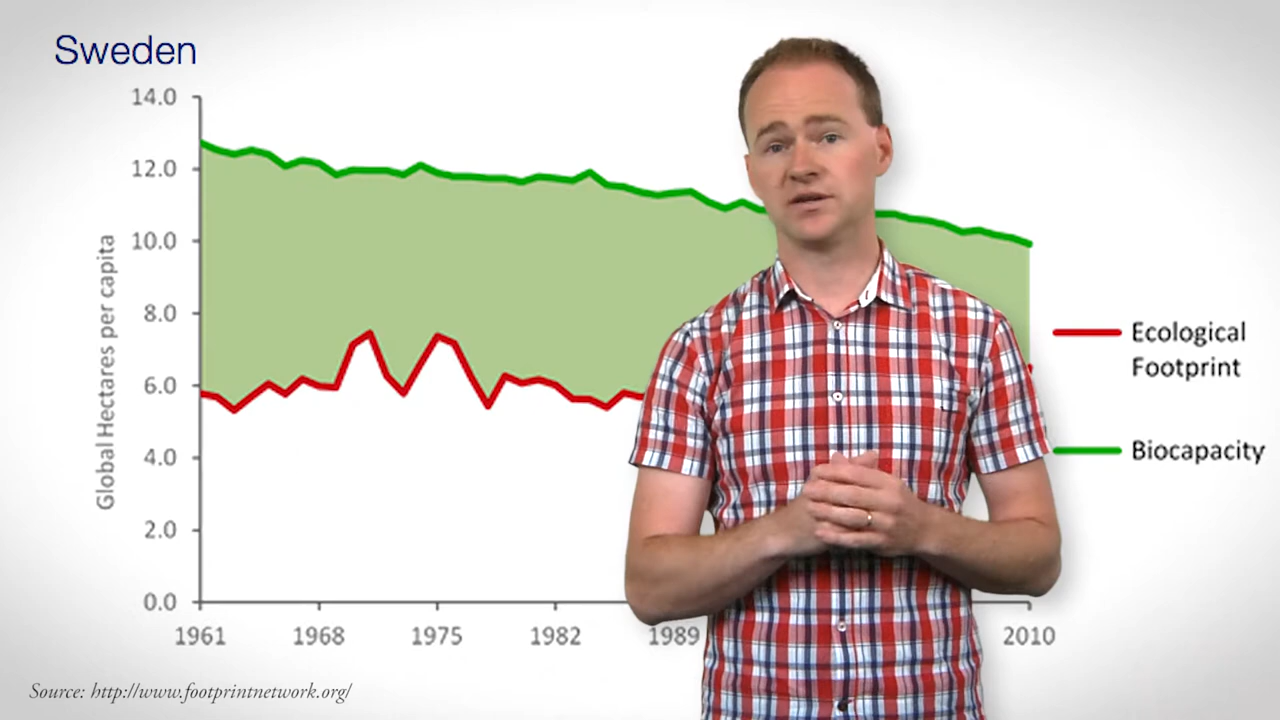 Sweden
14.0
12.0
10.0
8.0
6.0
4.0
2.0
0.0
Global Hectares per capita
1961
1968
1975
1982
1989
2010
Ecological
Footprint
Biocapacity
Source: http://www.footprintnetwork.org/